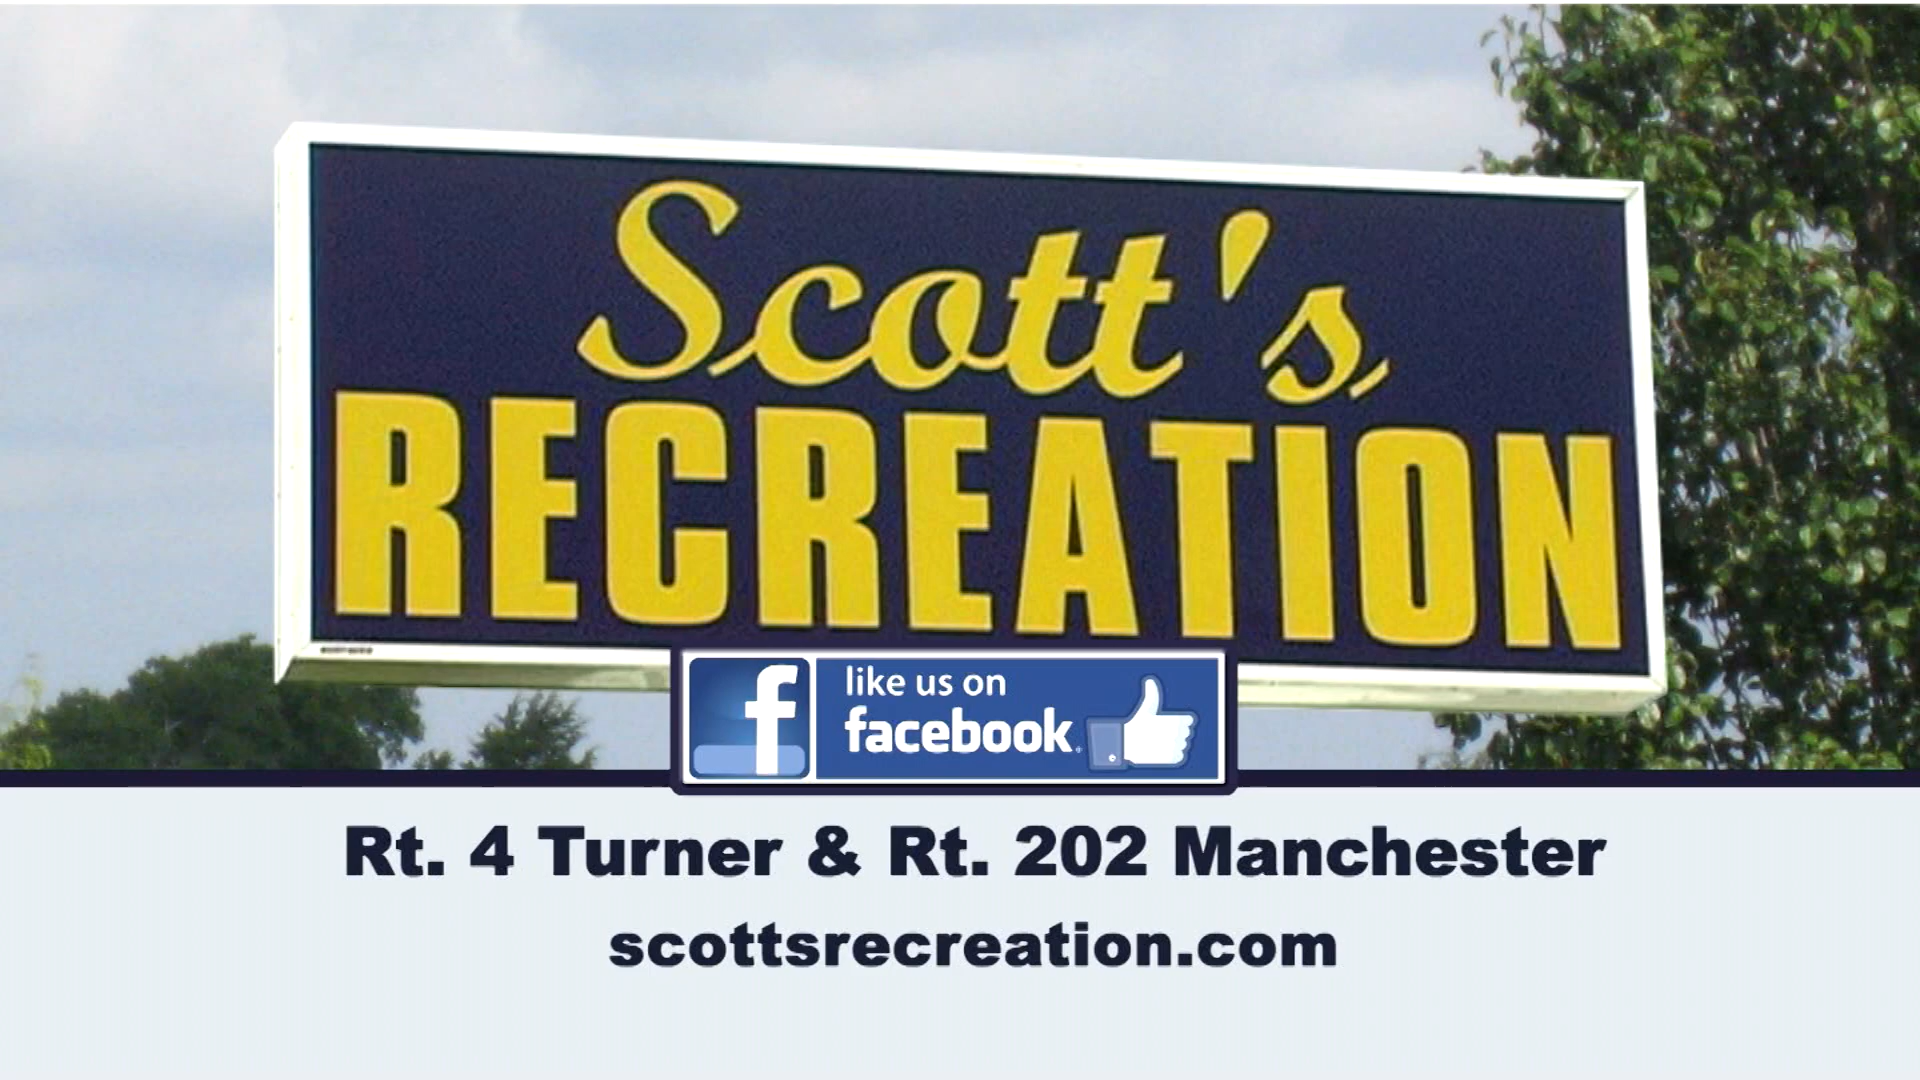 Scott's
RECREATION
f
like us on
facebook
Rt. 4 Turner & Rt. 202 Manchester
scottsrecreation.com